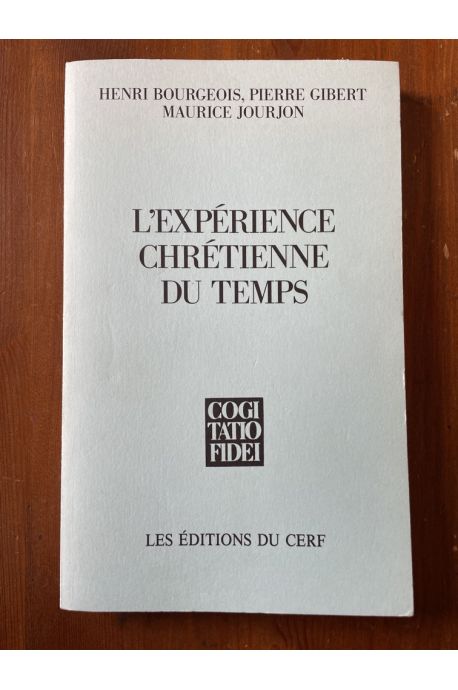 HENRI BOURGEOIS, PIERRE GIBERT
MAURICE JOURJON
L'EXPÉRIENCE
CHRÉTIENNE
DU TEMPS
COGI
TATIO
FIDEI
LES ÉDITIONS DU CERF